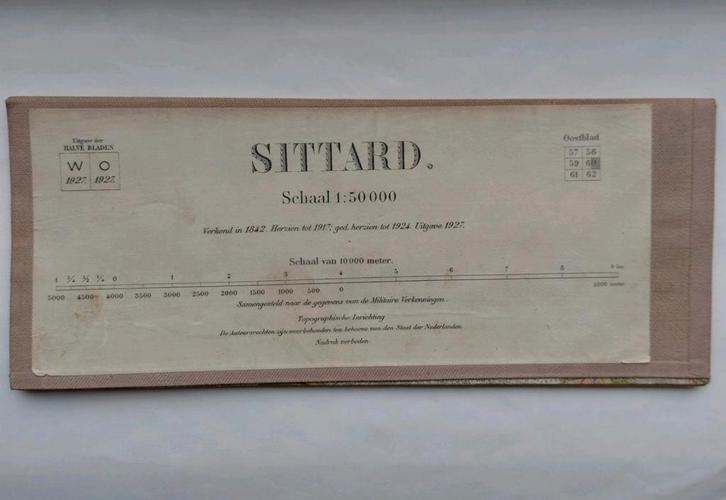 Uitgave der
HALVE BLADEN
W O
1927. 1927.
SITTARD.
Oostblad
57 58
59 60
61 62
Schaal 1:50000
Verkend in 1842. Herzien tot 1917; ged. herzien tot 1924. Uitgave 1927.
Schaal van 10000 meter.
1 ¾ ½ ¼ 0 1 2 3 4 5 6 7 8
5000 4500 4000 3500 3000 2500 2000 1500 1000 500 0 5000 meter
Samengesteld naar de gegevens van de Militaire Verkenningen.
Topographische Inrichting
De Auteursrechten zijn voorbehouden ten behoeve van den Staat der Nederlanden.
Nadruk verboden.